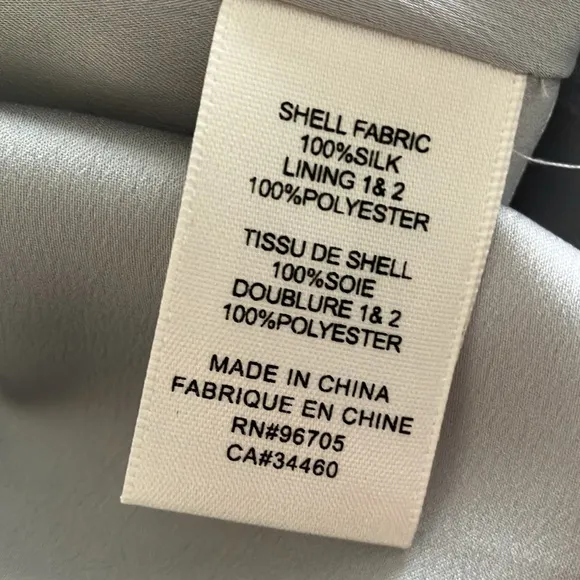 SHELL FABRIC
100%SILK
LINING 1& 2
100%POLYESTER
TISSU DE SHELL
100%SOIE
DOUBLURE 1& 2
100%POLYESTER
MADE IN CHINA
FABRIQUE EN CHINE
RN#96705
CA#34460